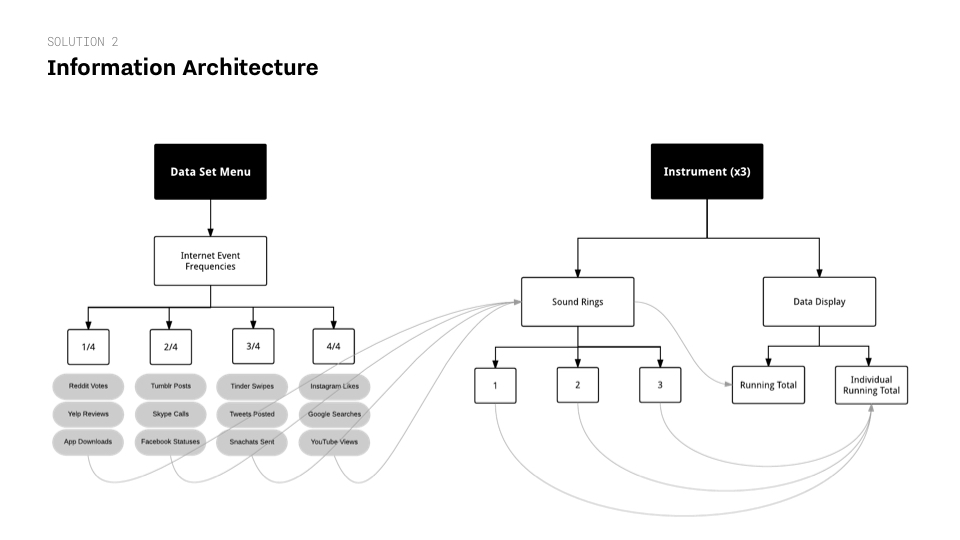 SOLUTION 2
Information Architecture
Data Set Menu
Internet Event
Frequencies
1/4
2/4
3/4
4/4
Reddit Votes
Tumblr Posts
Tinder Swipes
Instagram Likes
Yelp Reviews
Skype Calls
Tweets Posted
Google Searches
App Downloads
Facebook Statuses
Snachats Sent
YouTube Views
Instrument (x3)
Sound Rings
Data Display
1
2
3
Running Total
Individual
Running Total